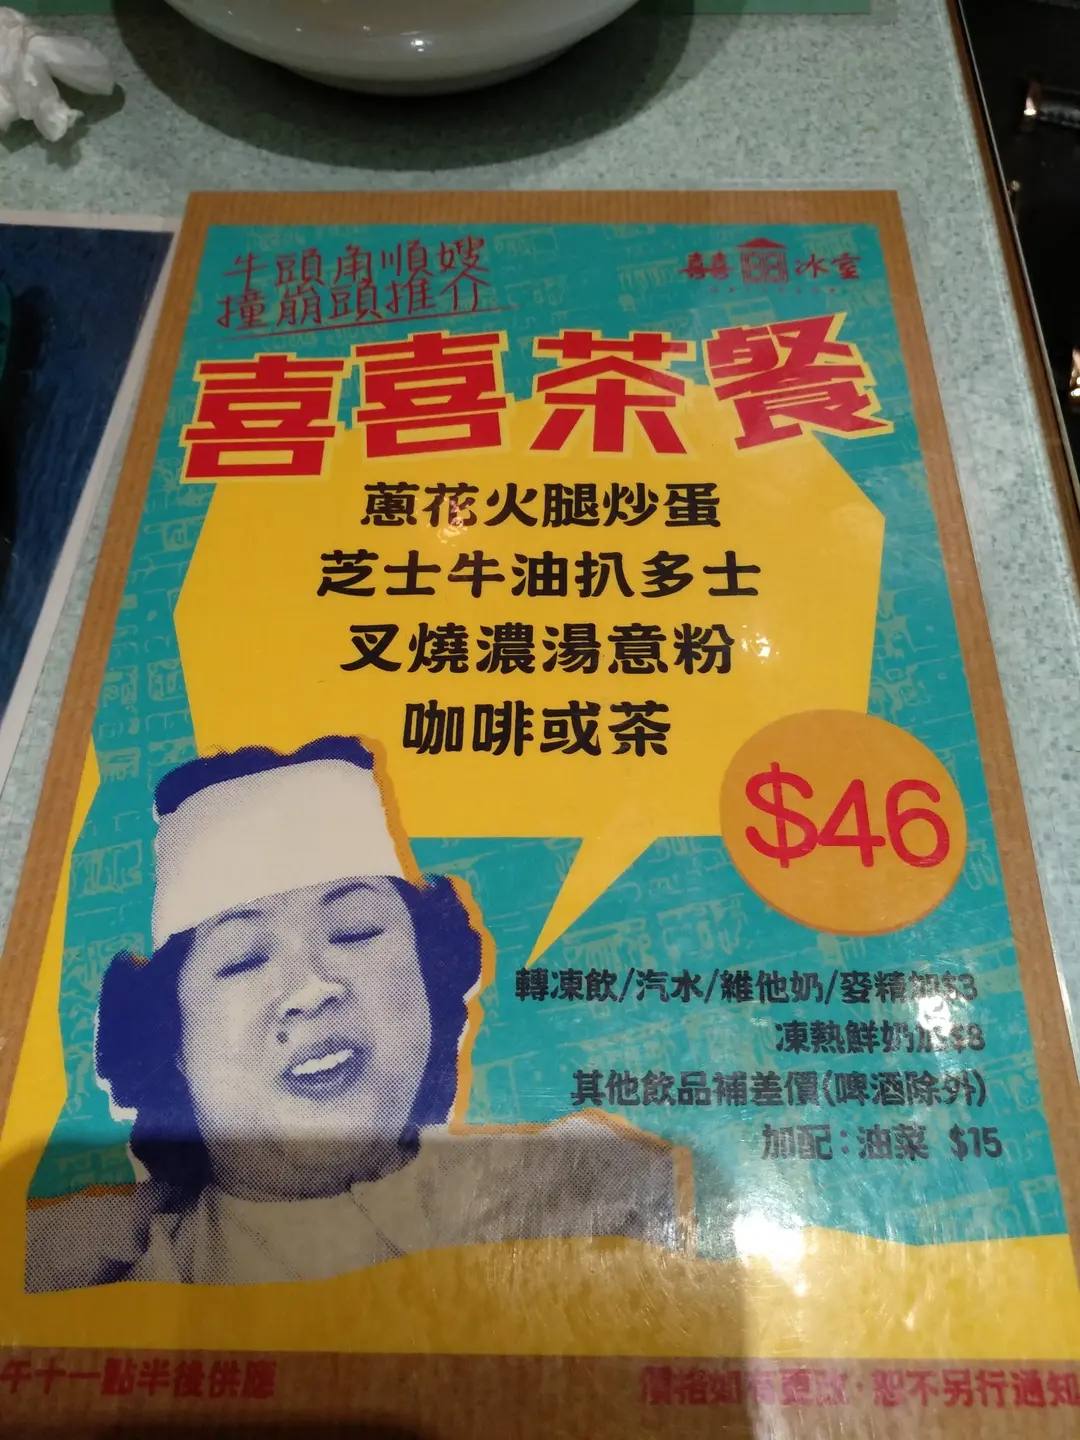 牛頭角順嫂
撞崩頭推介
喜喜冰室
喜喜茶餐
蔥花火腿炒蛋
芝士牛油扒多士
叉燒濃湯意粉
咖啡或茶
$46
轉凍飲/汽水/維他奶/麥精加$3
凍熱鮮奶加$8
其他飲品補差價(啤酒除外)
加配:油菜 $15
午十一點半後供應
價格如有更改·恕不另行通知